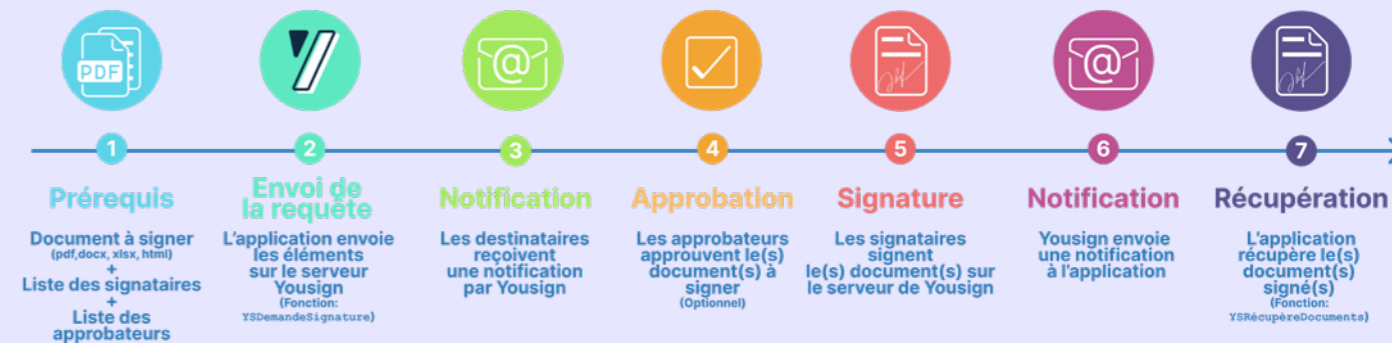 PDF
@
@
1
2
3
4
5
6
7
Prérequis
Document à signer
(pdf,docx, xlsx, html)
+
Liste des signataires
+
Liste des
approbateurs
Envoi de
la requête
L'application envoie
les éléments
sur le serveur
Yousign
(Fonction:
YSDemandeSignature)
Notification
Les destinataires
reçoivent
une notification
par Yousign
Approbation
Les approbateurs
approuvent le(s)
document(s) à
signer
(Optionnel)
Signature
Les signataires
signent
le(s) document(s) sur
le serveur de Yousign
Notification
Yousign envoie
une notification
à l'application
Récupération
L'application
récupère le(s)
document(s)
signé(s)
(Fonction:
YSRécupèreDocuments)